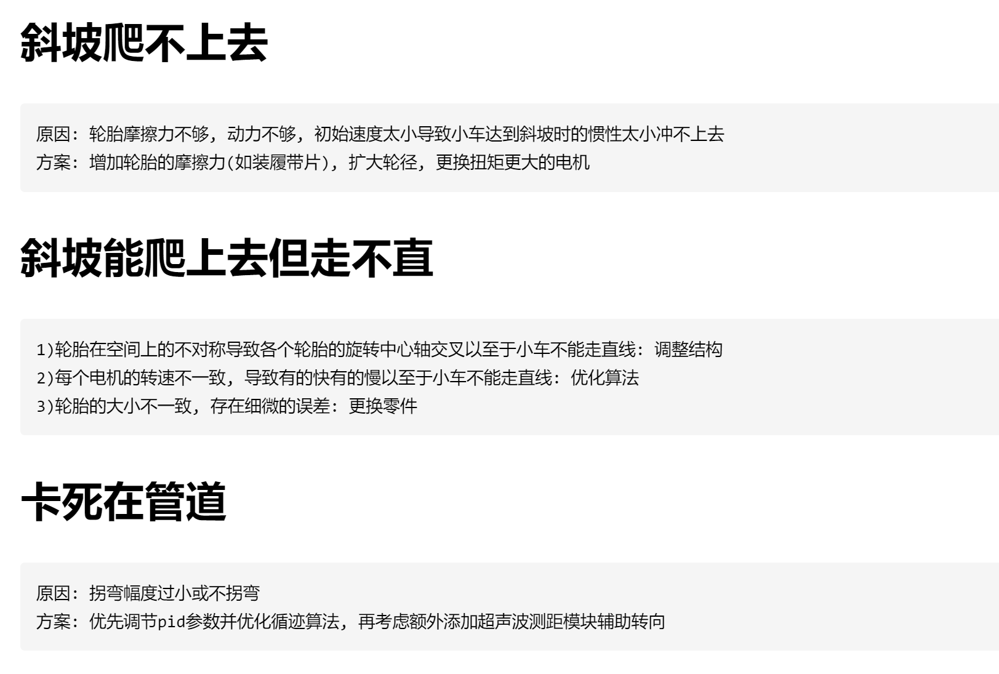 斜坡爬不上去
原因: 轮胎摩擦力不够, 动力不够, 初始速度太小导致小车达到斜坡时的惯性太小冲不上去
方案: 增加轮胎的摩擦力(如装履带片), 扩大轮径, 更换扭矩更大的电机
斜坡能爬上去但走不直
1)轮胎在空间上的不对称导致各个轮胎的旋转中心轴交叉以至于小车不能走直线: 调整结构
2)每个电机的转速不一致, 导致有的快有的慢以至于小车不能走直线: 优化算法
3)轮胎的大小不一致, 存在细微的误差: 更换零件
卡死在管道
原因: 拐弯幅度过小或不拐弯
方案: 优先调节pid参数并优化循迹算法, 再考虑额外添加超声波测距模块辅助转向